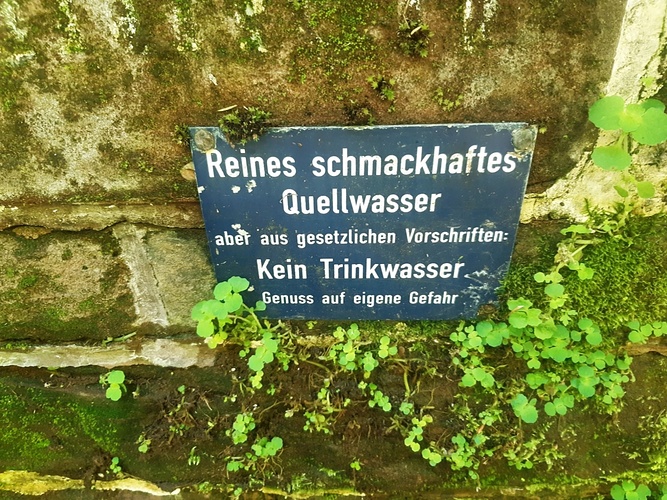 Reines schmackhaftes
Quellwasser
aber aus gesetzlichen Vorschriften:
Kein Trinkwasser
Genuss auf eigene Gefahr